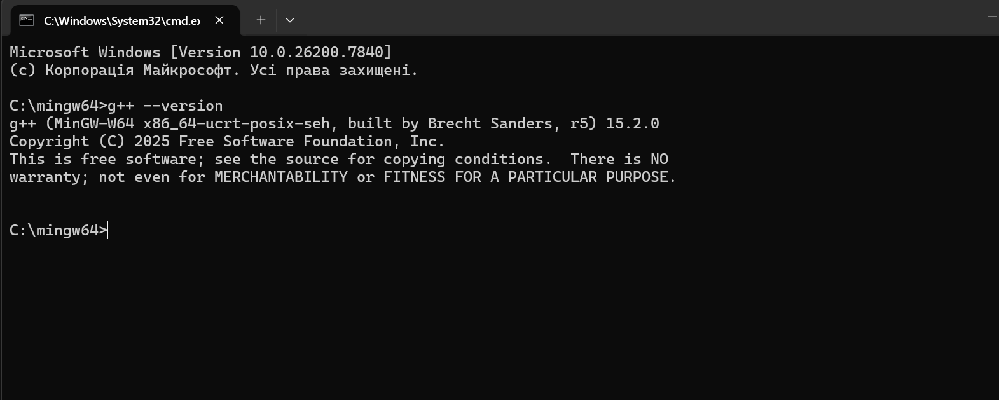 C:\Windows\System32\cmd.ex
Microsoft Windows [Version 10.0.26200.7840]
(c) Корпорація Майкрософт. Усі права захищені.
C:\mingw64>g++ --version
g++ (MinGW-W64 x86_64-ucrt-posix-seh, built by Brecht Sanders, r5) 15.2.0
Copyright (C) 2025 Free Software Foundation, Inc.
This is free software; see the source for copying conditions.  There is NO
warranty; not even for MERCHANTABILITY or FITNESS FOR A PARTICULAR PURPOSE.
C:\mingw64>